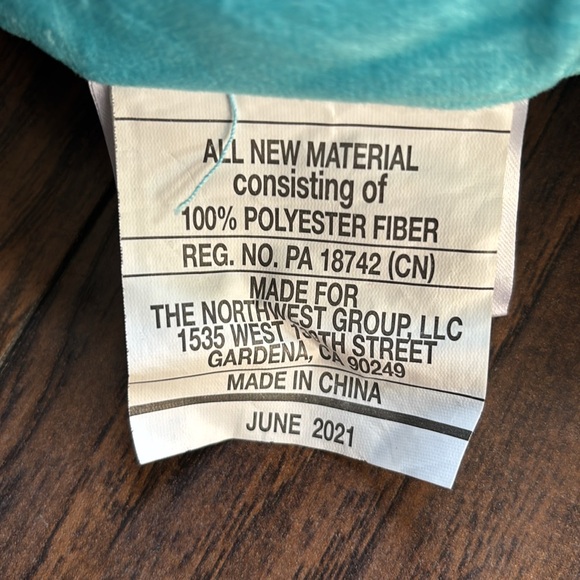 ALL NEW MATERIAL
consisting of
100% POLYESTER FIBER
REG. NO. PA 18742 (CN)
MADE FOR
THE NORTHWEST GROUP, LLC
1535 WEST STREET
GARDENA, CA 90249
MADE IN CHINA
JUNE 2021